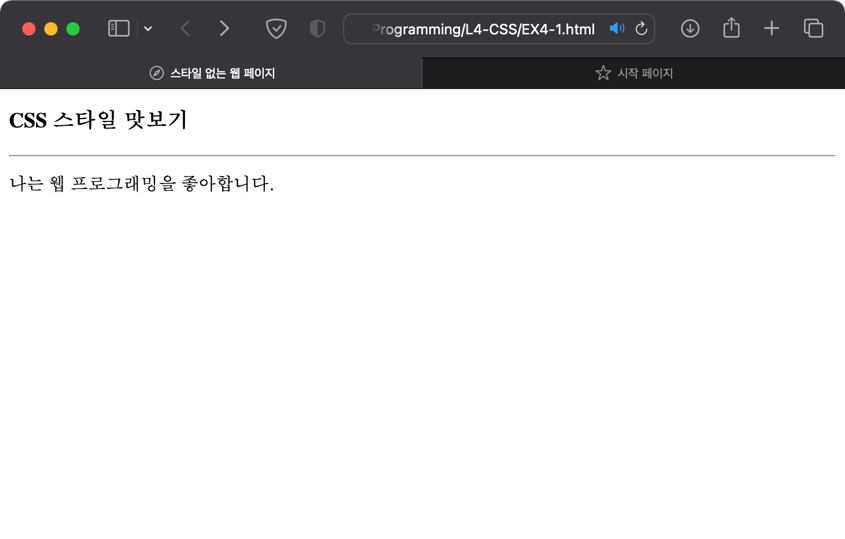 Programming/L4-CSS/EX4-1.html
스타일 없는 웹 페이지
시작 페이지
CSS 스타일 맛보기
나는 웹 프로그래밍을 좋아합니다.